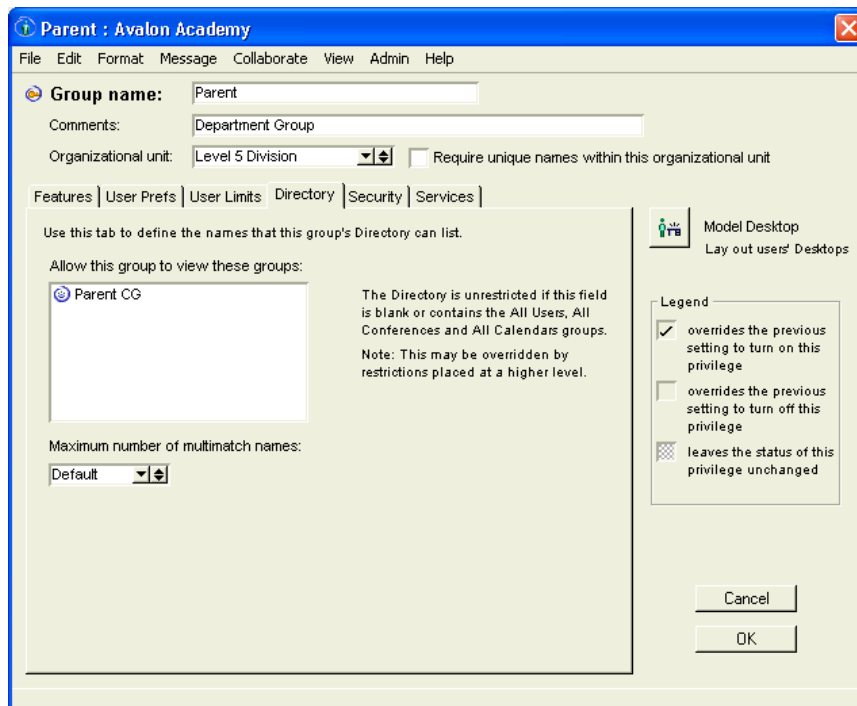 Parent : Avalon Academy
File Edit Format Message Collaborate View Admin Help
Group name: Parent
Comments: Department Group
Organizational unit: Level 5 Division Require unique names within this organizational unit
Features User Prefs User Limits Directory Security Services
Use this tab to define the names that this group's Directory can list.
Allow this group to view these groups:
Parent CG
The Directory is unrestricted if this field
is blank or contains the All Users, All
Conferences and All Calendars groups.
Note: This may be overridden by
restrictions placed at a higher level.
Maximum number of multimatch names:
Default
Model Desktop
Lay out users' Desktops
Legend
overrides the previous
setting to turn on this
privilege
overrides the previous
setting to turn off this
privilege
leaves the status of this
privilege unchanged
Cancel
OK